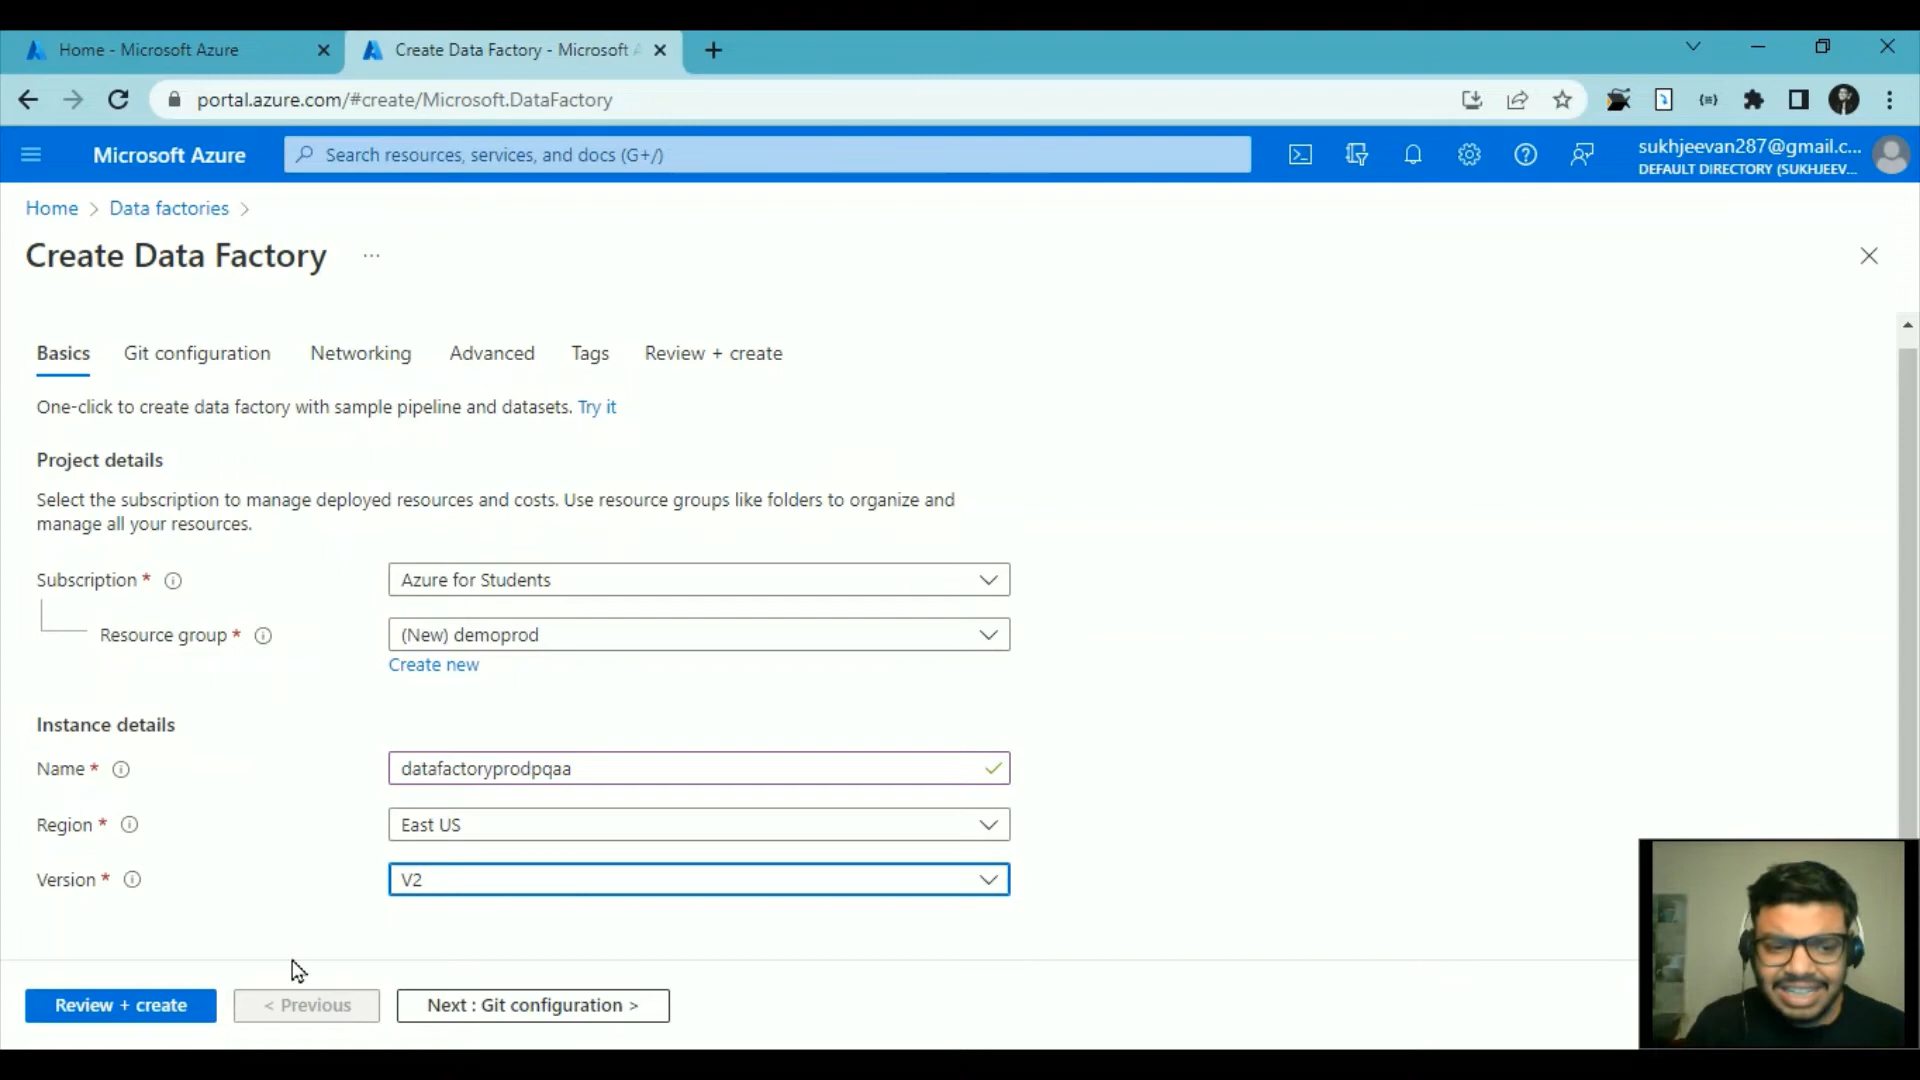 Home - Microsoft Azure
Create Data Factory - Microsoft A
portal.azure.com/#create/Microsoft.DataFactory
Microsoft Azure
Search resources, services, and docs (G+/)
sukhjeevan287@gmail.c...
DEFAULT DIRECTORY (SUKHJEEV...
Home > Data factories >
Create Data Factory ...
Basics Git configuration Networking Advanced Tags Review + create
One-click to create data factory with sample pipeline and datasets. Try it
Project details
Select the subscription to manage deployed resources and costs. Use resource groups like folders to organize and
manage all your resources.
Subscription * Azure for Students
Resource group * (New) demoprod
Create new
Instance details
Name * datafactoryprodpqaa
Region * East US
Version * V2
Review + create < Previous Next : Git configuration >